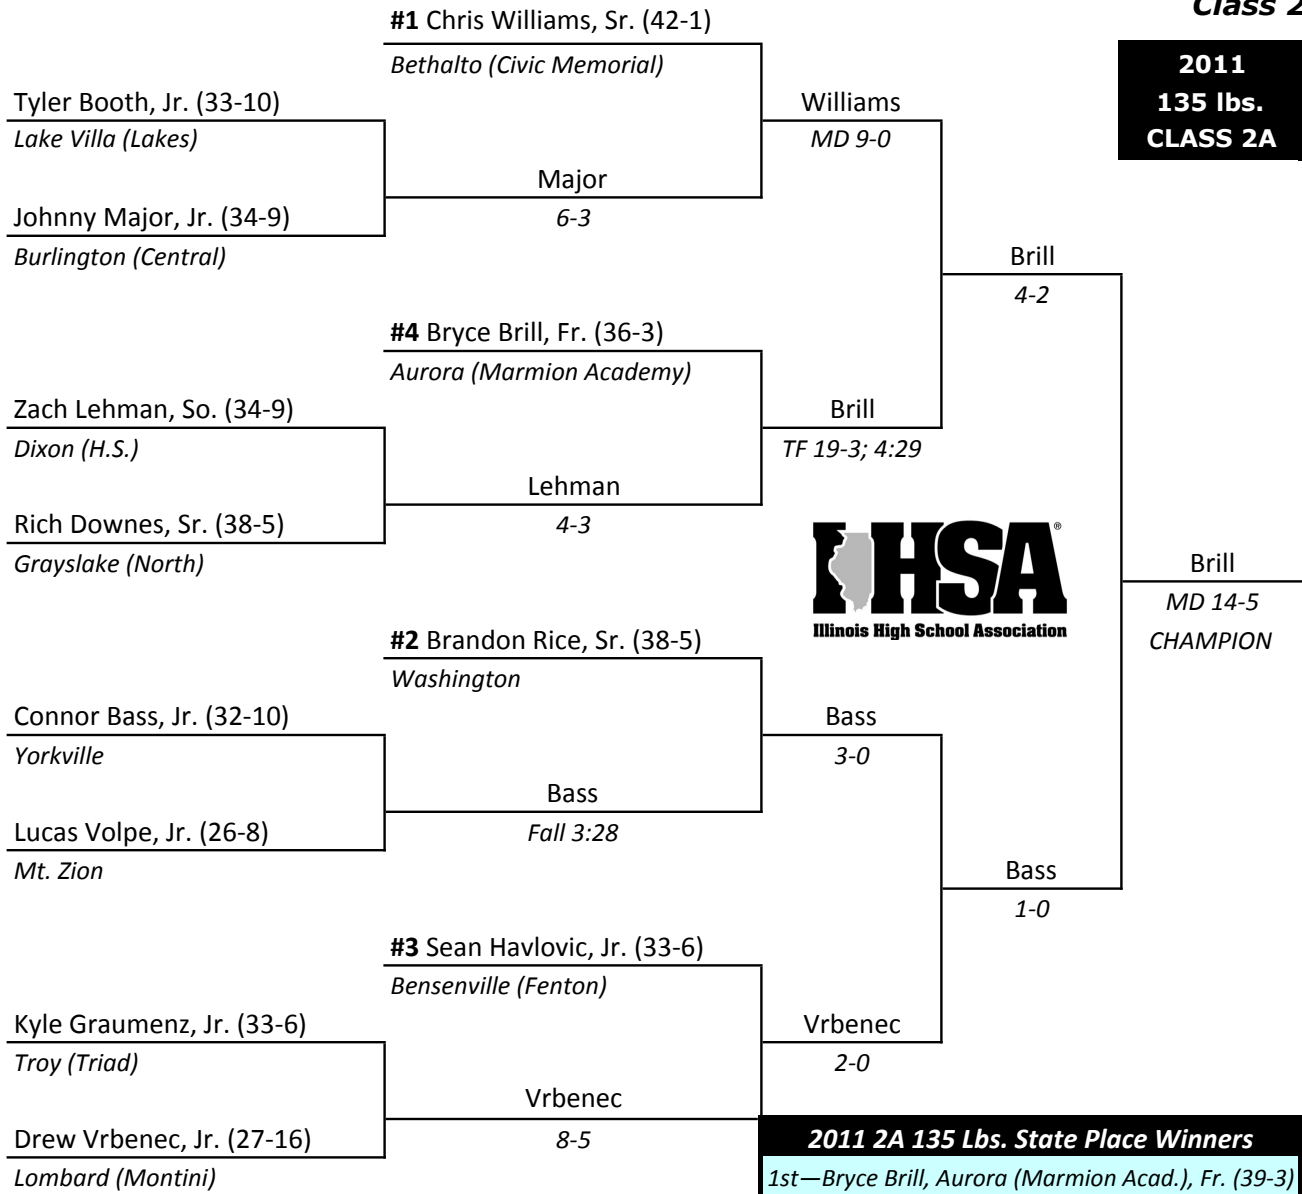 Class 2
#1 Chris Williams, Sr. (42-1)
Bethalto (Civic Memorial)
2011
135 lbs.
CLASS 2A
Tyler Booth, Jr. (33-10)
Lake Villa (Lakes)
Williams
MD 9-0
Major
6-3
Johnny Major, Jr. (34-9)
Burlington (Central)
Brill
4-2
#4 Bryce Brill, Fr. (36-3)
Aurora (Marmion Academy)
Zach Lehman, So. (34-9)
Dixon (H.S.)
Brill
TF 19-3; 4:29
Lehman
4-3
Rich Downes, Sr. (38-5)
Grayslake (North)
IHSA®
Illinois High School Association
Brill
MD 14-5
CHAMPION
#2 Brandon Rice, Sr. (38-5)
Washington
Connor Bass, Jr. (32-10)
Yorkville
Bass
3-0
Bass
Fall 3:28
Lucas Volpe, Jr. (26-8)
Mt. Zion
Bass
1-0
#3 Sean Havlovic, Jr. (33-6)
Bensenville (Fenton)
Kyle Graumenz, Jr. (33-6)
Troy (Triad)
Vrbenec
2-0
Vrbenec
8-5
Drew Vrbenec, Jr. (27-16)
Lombard (Montini)
2011 2A 135 Lbs. State Place Winners
1st—Bryce Brill, Aurora (Marmion Acad.), Fr. (39-3)